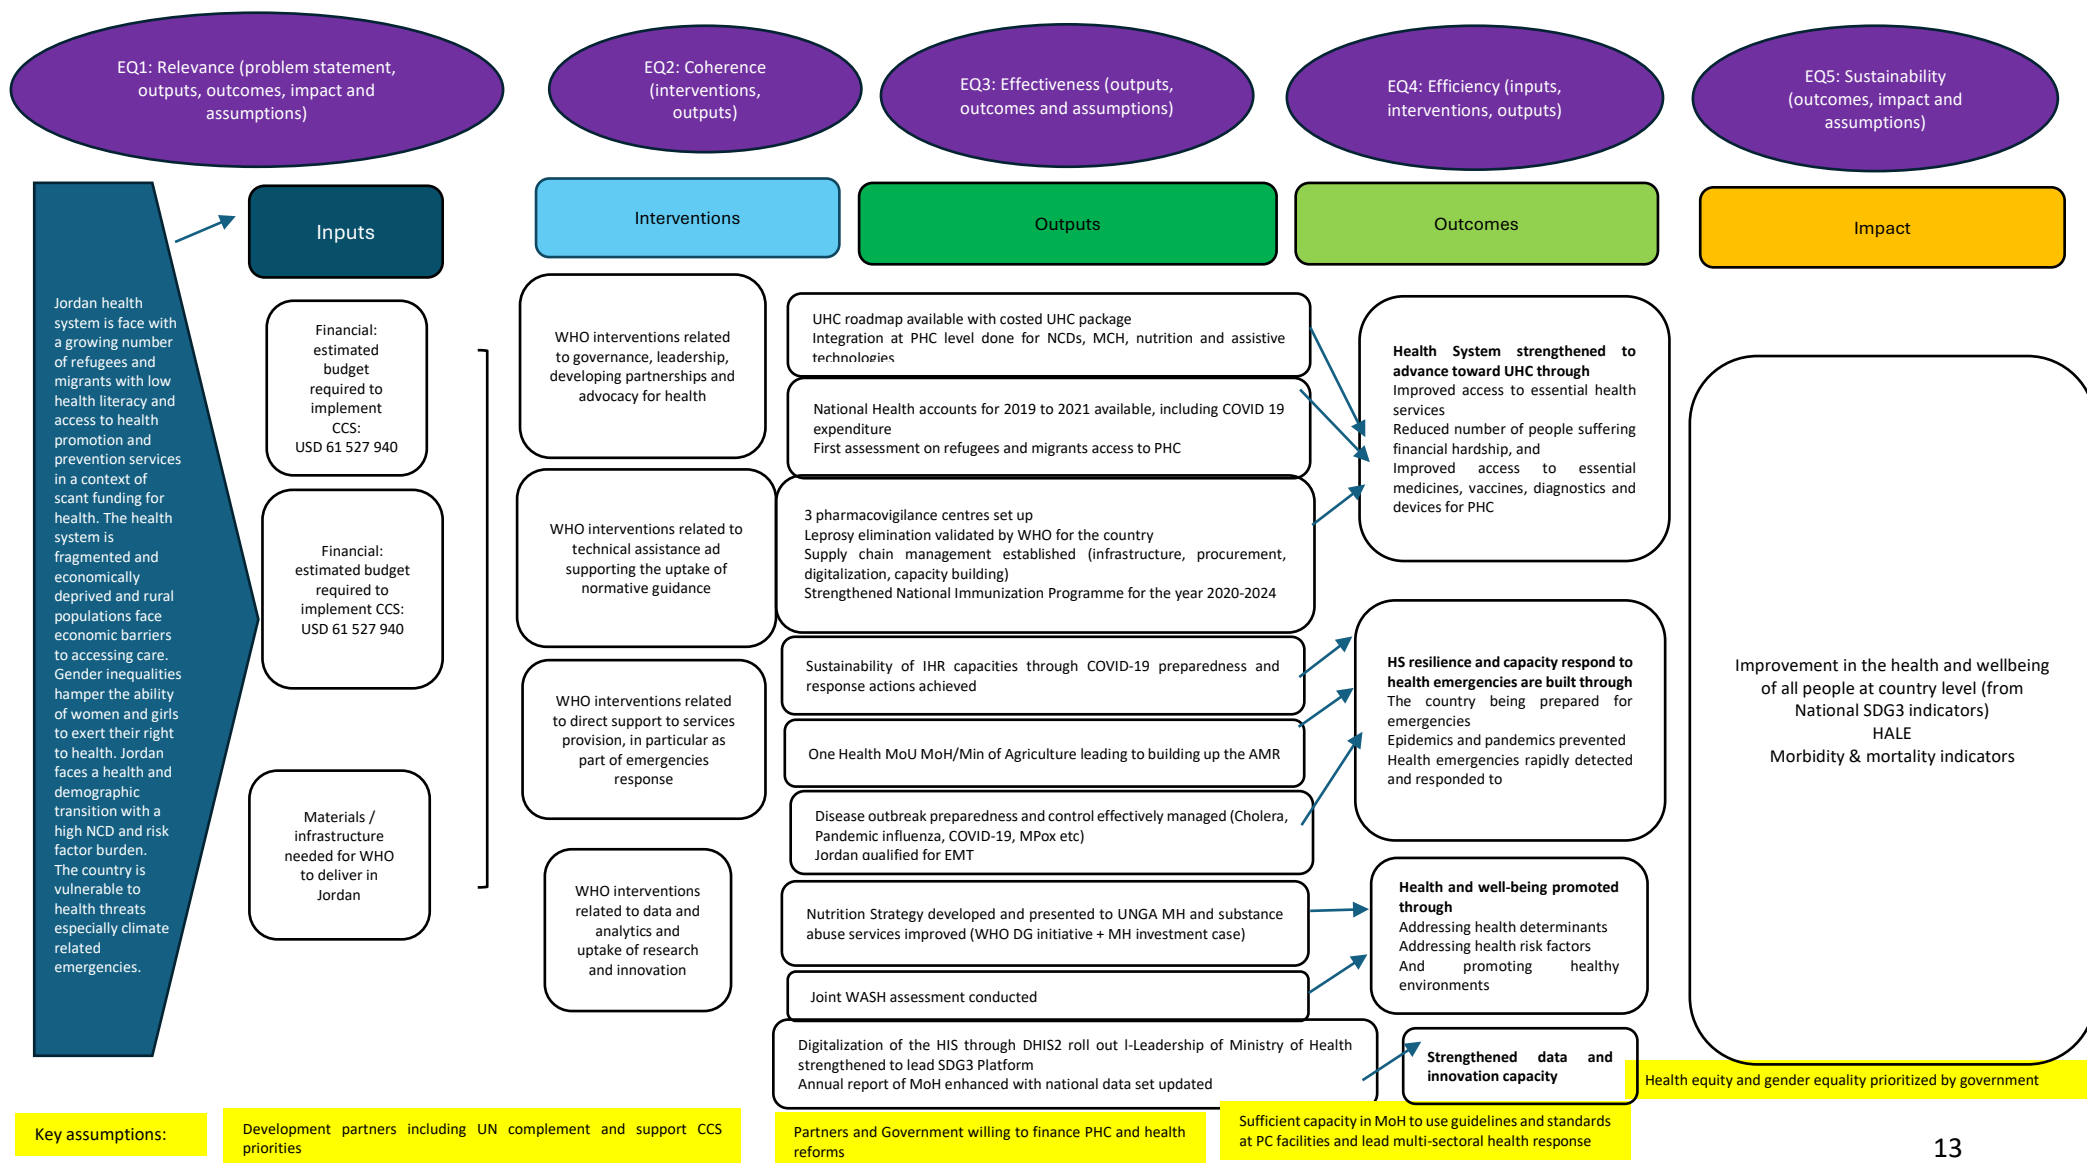 EQ1: Relevance (problem statement,
outputs, outcomes, impact and
assumptions)
EQ2: Coherence
(interventions,
outputs)
EQ3: Effectiveness (outputs,
outcomes and assumptions)
EQ4: Efficiency (inputs,
interventions, outputs)
EQ5: Sustainability
(outcomes, impact and
assumptions)
Inputs
Interventions
Outputs
Outcomes
Impact
Jordan health
system is face with
a growing number
of refugees and
migrants with low
health literacy and
access to health
promotion and
prevention services
in a context of
scant funding for
health. The health
system is
fragmented and
economically
deprived and rural
populations face
economic barriers
to accessing care.
Gender inequalities
hamper the ability
of women and girls
to exert their right
to health. Jordan
faces a health and
demographic
transition with a
high NCD and risk
factor burden.
The country is
vulnerable to
health threats
especially climate
related
emergencies.
Financial:
estimated
budget
required to
implement
CCS:
USD 61 527 940
Financial:
estimated budget
required to
implement CCS:
USD 61 527 940
Materials /
infrastructure
needed for WHO
to deliver in
Jordan
WHO interventions related
to governance, leadership,
developing partnerships and
advocacy for health
WHO interventions related to
technical assistance ad
supporting the uptake of
normative guidance
WHO interventions related
to direct support to services
provision, in particular as
part of emergencies
response
WHO interventions
related to data and
analytics and
uptake of research
and innovation
UHC roadmap available with costed UHC package
Integration at PHC level done for NCDs, MCH, nutrition and assistive
technologies
National Health accounts for 2019 to 2021 available, including COVID 19
expenditure
First assessment on refugees and migrants access to PHC
3 pharmacovigilance centres set up
Leprosy elimination validated by WHO for the country
Supply chain management established (infrastructure, procurement,
digitalization, capacity building)
Strengthened National Immunization Programme for the year 2020-2024
Sustainability of IHR capacities through COVID-19 preparedness and
response actions achieved
One Health MoU MoH/Min of Agriculture leading to building up the AMR
Disease outbreak preparedness and control effectively managed (Cholera,
Pandemic influenza, COVID-19, MPox etc)
Jordan qualified for EMT
Nutrition Strategy developed and presented to UNGA MH and substance
abuse services improved (WHO DG initiative + MH investment case)
Joint WASH assessment conducted
Digitalization of the HIS through DHIS2 roll out l-Leadership of Ministry of Health
strengthened to lead SDG3 Platform
Annual report of MoH enhanced with national data set updated
Health System strengthened to
advance toward UHC through
Improved access to essential health
services
Reduced number of people suffering
financial hardship, and
Improved access to essential
medicines, vaccines, diagnostics and
devices for PHC
HS resilience and capacity respond to
health emergencies are built through
The country being prepared for
emergencies
Epidemics and pandemics prevented
Health emergencies rapidly detected
and responded to
Health and well-being promoted
through
Addressing health determinants
Addressing health risk factors
And promoting healthy
environments
Strengthened data and
innovation capacity
Improvement in the health and wellbeing
of all people at country level (from
National SDG3 indicators)
HALE
Morbidity & mortality indicators
Health equity and gender equality prioritized by government
Key assumptions:
Development partners including UN complement and support CCS
priorities
Partners and Government willing to finance PHC and health
reforms
Sufficient capacity in MoH to use guidelines and standards
at PC facilities and lead multi-sectoral health response
13